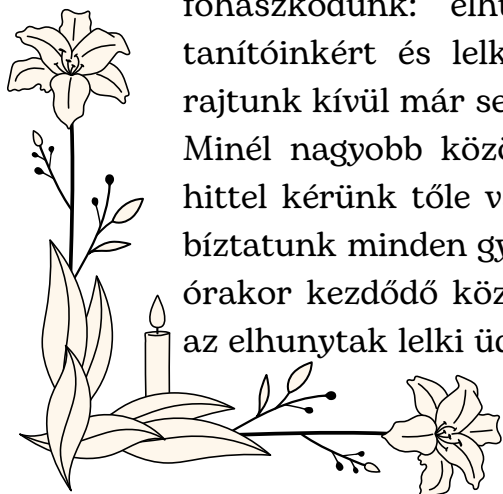 fohászkodunk: elhu
tanítóinkért és lelk
rajtunk kívül már se
Minél nagyobb közö
hittel kérünk tőle v
bíztatunk minden gy
órakor kezdődő köz
az elhunytak lelki üd